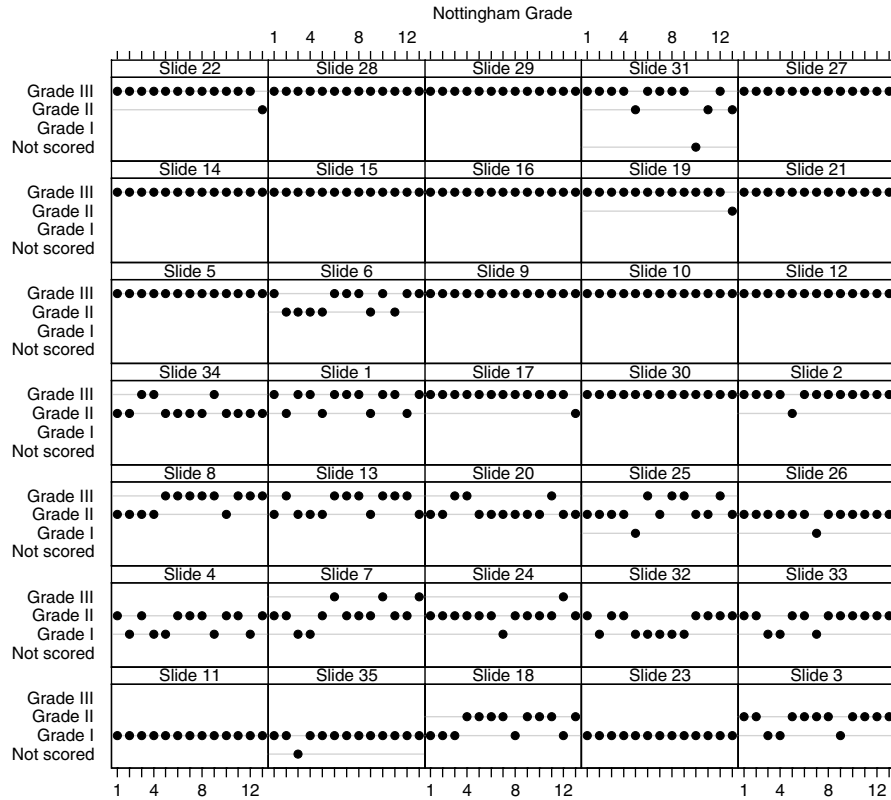 Nottingham Grade
1 4 8 12 1 4 8 12
Slide 22 Slide 28 Slide 29 Slide 31 Slide 27
Grade III
Grade II
Grade I
Not scored
Slide 14 Slide 15 Slide 16 Slide 19 Slide 21
Grade III
Grade II
Grade I
Not scored
Slide 5 Slide 6 Slide 9 Slide 10 Slide 12
Grade III
Grade II
Grade I
Not scored
Slide 34 Slide 1 Slide 17 Slide 30 Slide 2
Grade III
Grade II
Grade I
Not scored
Slide 8 Slide 13 Slide 20 Slide 25 Slide 26
Grade III
Grade II
Grade I
Not scored
Slide 4 Slide 7 Slide 24 Slide 32 Slide 33
Grade III
Grade II
Grade I
Not scored
Slide 11 Slide 35 Slide 18 Slide 23 Slide 3
Grade III
Grade II
Grade I
Not scored
1 4 8 12 1 4 8 12 1 4 8 12